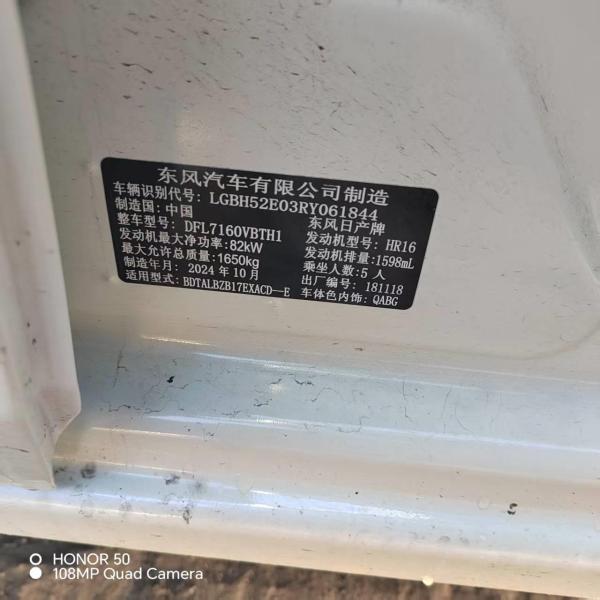 东风汽车有限公司制造
车辆识别代号: LGBH52E03RY061844
制造国: 中国 东风日产牌
整车型号: DFL7160VBTH1 发动机型号: HR16
发动机最大净功率: 82kW 发动机排量: 1598mL
最大允许总质量: 1650kg 乘坐人数: 5 人
制造年月: 2024 年 10 月 出厂编号: 181118
适用型号: BDTALBZB17EXACD--E 车体色内饰: QABG
HONOR 50
108MP Quad Camera